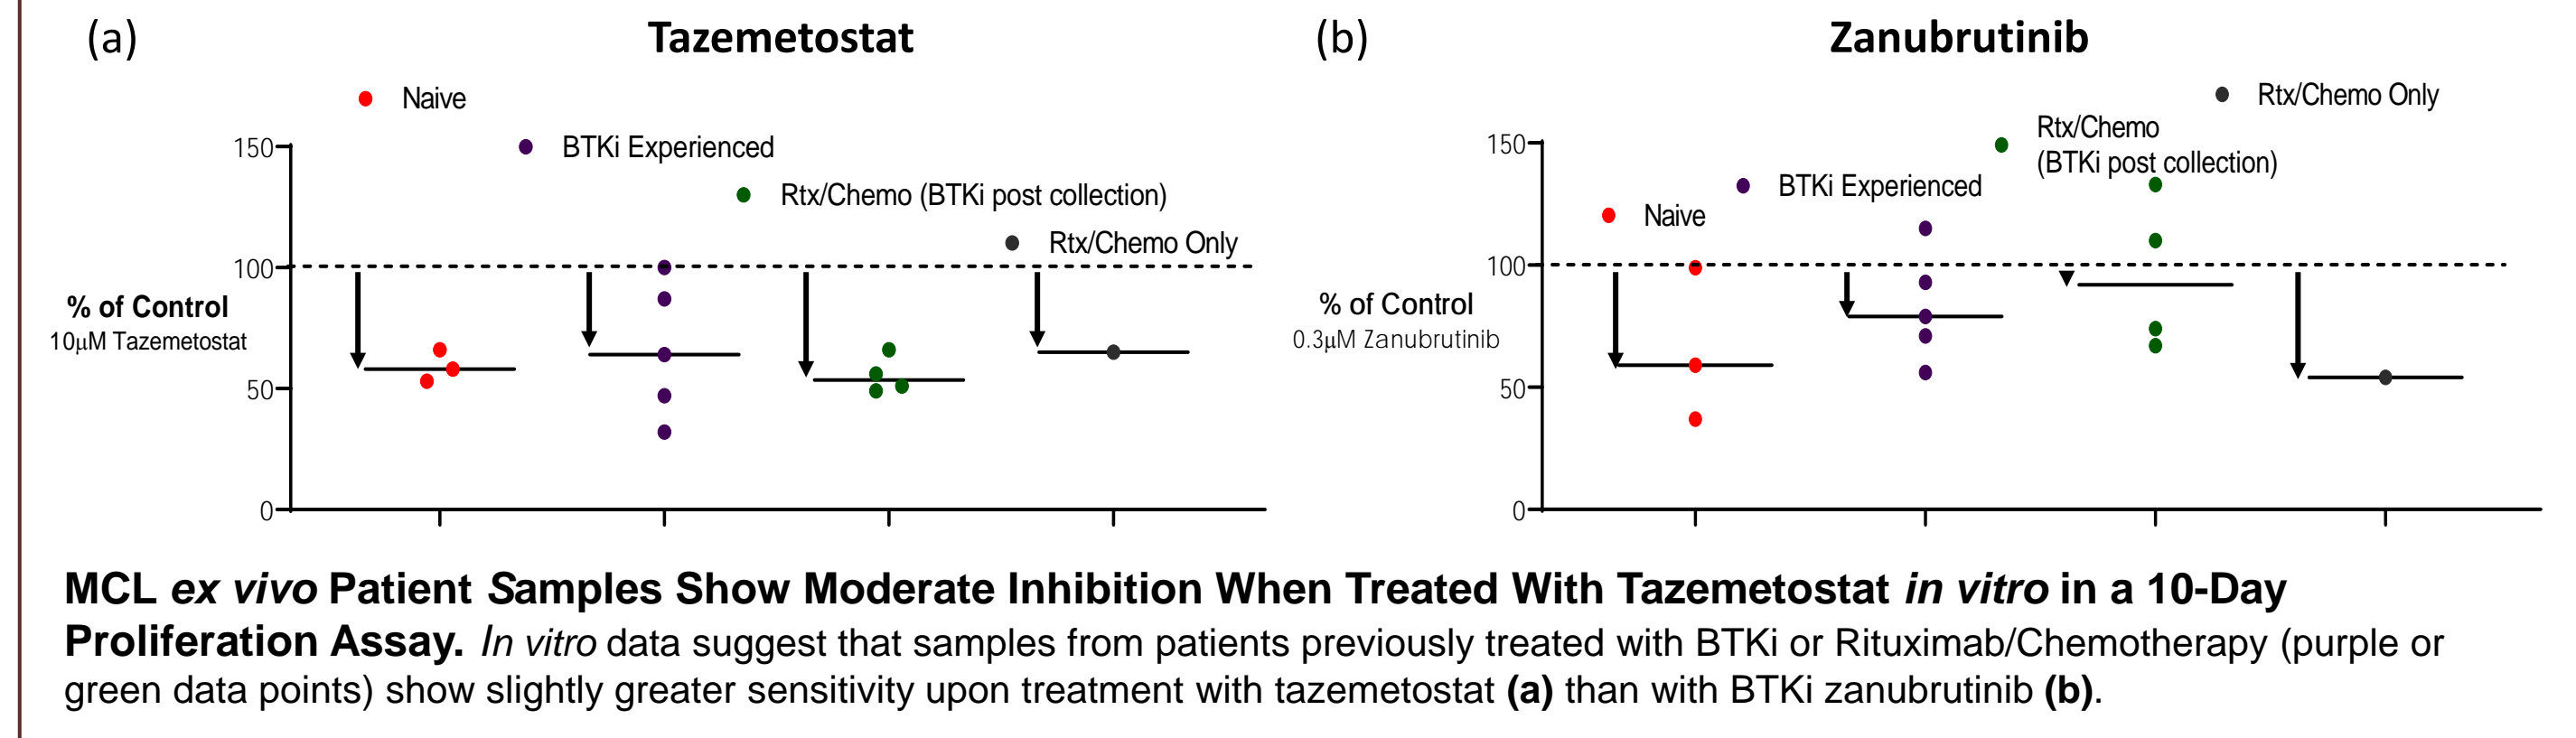 (a)
Tazemetostat
Naive
BTKi Experienced
Rtx/Chemo (BTKi post collection)
Rtx/Chemo Only
150
100
50
0
% of Control
10μM Tazemetostat
(b)
Zanubrutinib
Rtx/Chemo Only
Rtx/Chemo
(BTKi post collection)
BTKi Experienced
Naive
150
100
50
0
% of Control
0.3μM Zanubrutinib
MCL ex vivo Patient Samples Show Moderate Inhibition When Treated With Tazemetostat in vitro in a 10-Day
Proliferation Assay. In vitro data suggest that samples from patients previously treated with BTKi or Rituximab/Chemotherapy (purple or
green data points) show slightly greater sensitivity upon treatment with tazemetostat (a) than with BTKi zanubrutinib (b).